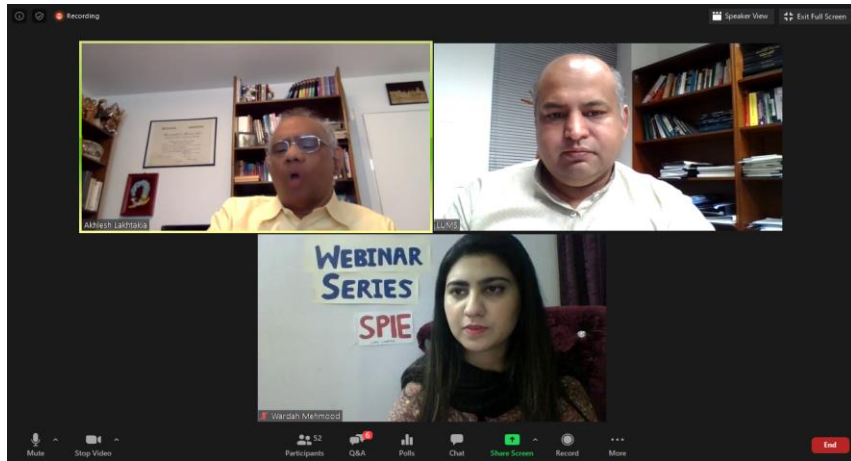 Recording
Speaker View
Exit Full Screen
Akhlesh Lakhtakia
LUMS
WEBINAR
SERIES
SPIE
Wardah Mehmood
Mute
Stop Video
52
Participants
6
Q&A
Polls
Chat
Share Screen
Record
More
End